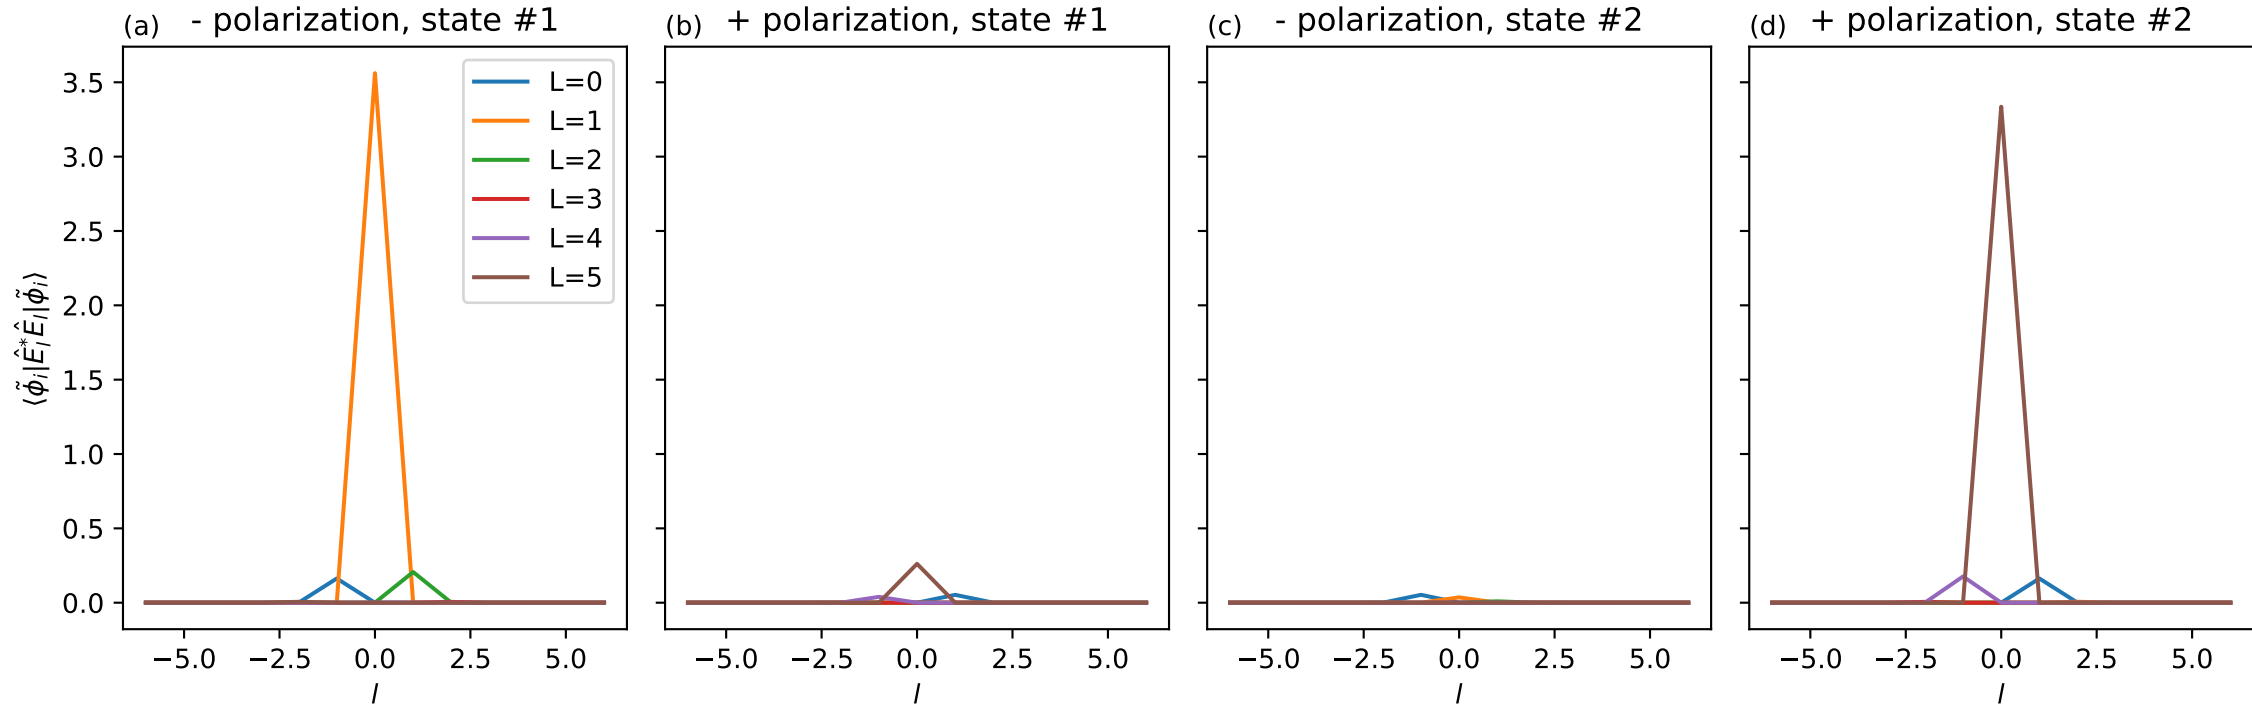 (a) - polarization, state #1
(b) + polarization, state #1
(c) - polarization, state #2
(d) + polarization, state #2
3.5
3.0
2.5
2.0
1.5
1.0
0.5
0.0
⟨ϕ̃ᵢ|Ê*ₗÊₗ|ϕ̃ᵢ⟩
L=0
L=1
L=2
L=3
L=4
L=5
−5.0 −2.5 0.0 2.5 5.0
−5.0 −2.5 0.0 2.5 5.0
−5.0 −2.5 0.0 2.5 5.0
−5.0 −2.5 0.0 2.5 5.0
l
l
l
l